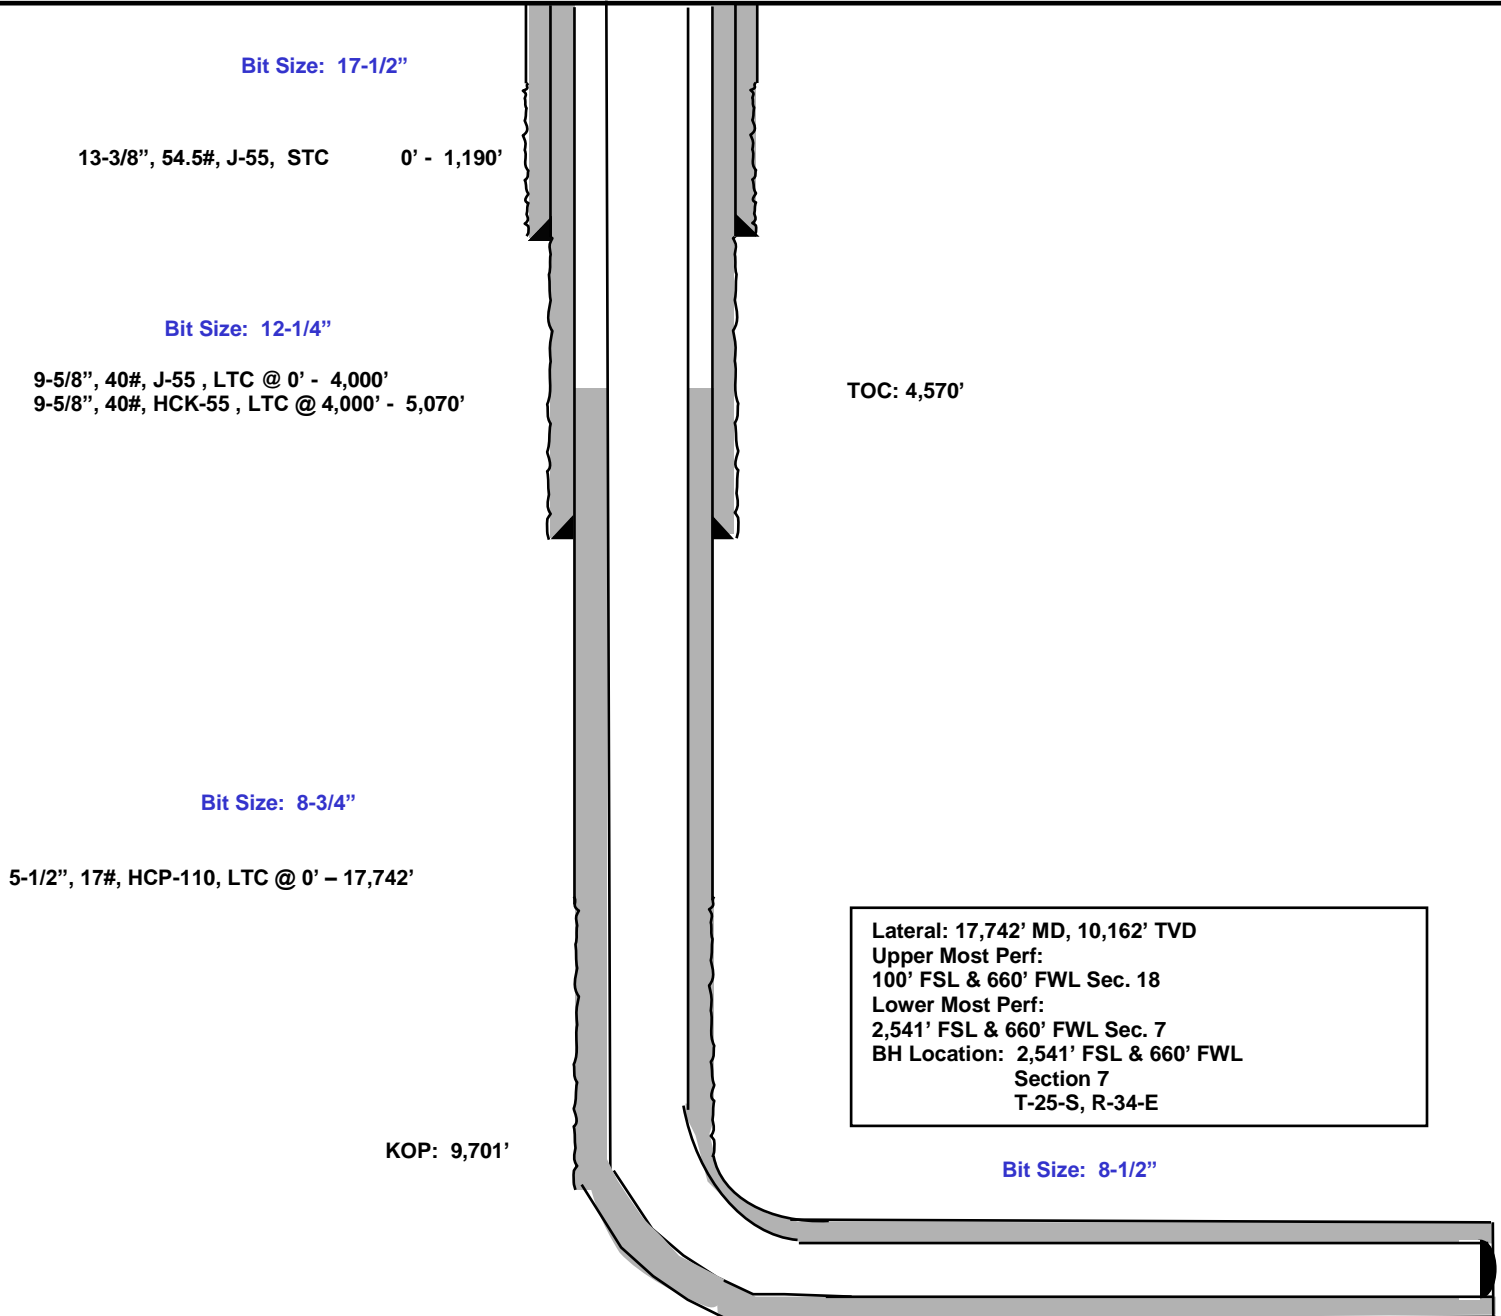 Bit Size: 17-1/2”
13-3/8”, 54.5#, J-55, STC 0’ - 1,190’
Bit Size: 12-1/4”
9-5/8”, 40#, J-55 , LTC @ 0’ - 4,000’
9-5/8”, 40#, HCK-55 , LTC @ 4,000’ - 5,070’
TOC: 4,570’
Bit Size: 8-3/4”
5-1/2”, 17#, HCP-110, LTC @ 0’ – 17,742’
Lateral: 17,742’ MD, 10,162’ TVD
Upper Most Perf:
100’ FSL & 660’ FWL Sec. 18
Lower Most Perf:
2,541’ FSL & 660’ FWL Sec. 7
BH Location: 2,541’ FSL & 660’ FWL
Section 7
T-25-S, R-34-E
KOP: 9,701’
Bit Size: 8-1/2”